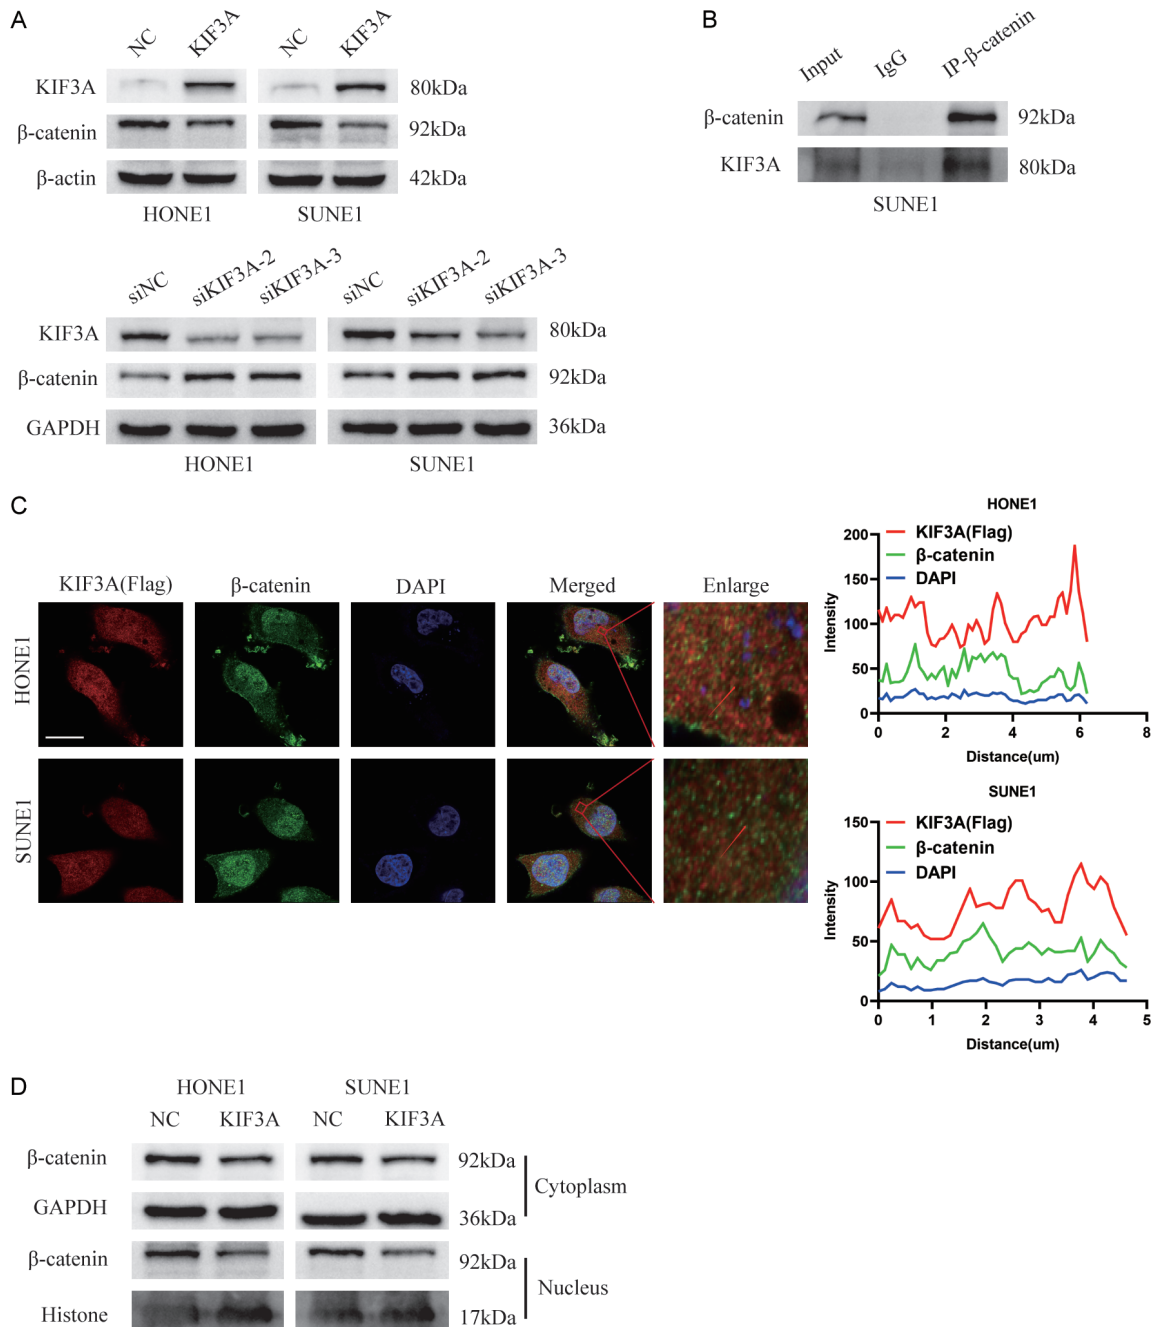 A
NC KIF3A NC KIF3A
KIF3A 80kDa
β-catenin 92kDa
β-actin 42kDa
HONE1 SUNE1
siNC siKIF3A-2 siKIF3A-3 siNC siKIF3A-2 siKIF3A-3
KIF3A 80kDa
β-catenin 92kDa
GAPDH 36kDa
HONE1 SUNE1
B
Input IgG IP-β-catenin
β-catenin 92kDa
KIF3A 80kDa
SUNE1
C
KIF3A(Flag) β-catenin DAPI Merged Enlarge
HONE1
SUNE1
HONE1
KIF3A(Flag)
β-catenin
DAPI
Intensity
200
150
100
50
0
0 2 4 6 8
Distance(um)
SUNE1
KIF3A(Flag)
β-catenin
DAPI
Intensity
150
100
50
0
0 1 2 3 4 5
Distance(um)
D
HONE1 SUNE1
NC KIF3A NC KIF3A
β-catenin 92kDa
GAPDH 36kDa
Cytoplasm
β-catenin 92kDa
Histone 17kDa
Nucleus